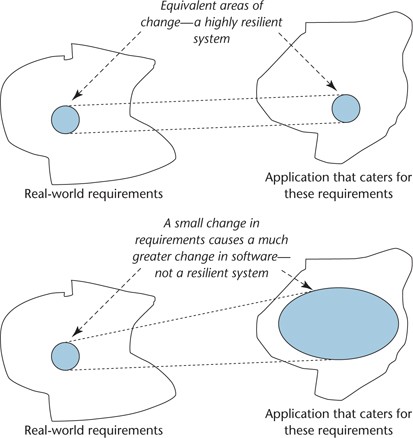 Equivalent areas of
change—a highly resilient
system
Real-world requirements
Application that caters for
these requirements
A small change in
requirements causes a much
greater change in software—
not a resilient system
Real-world requirements
Application that caters for
these requirements